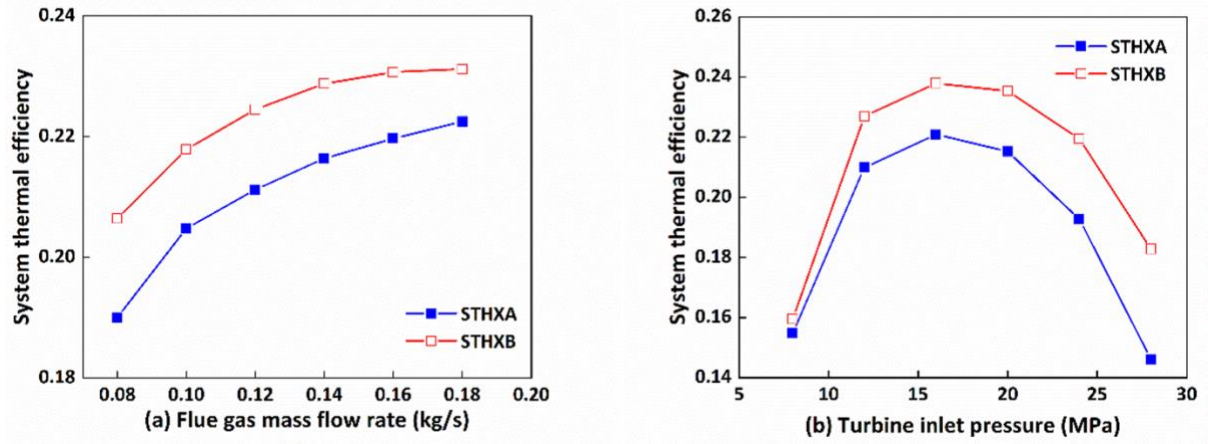 0.24
0.22
0.20
0.18
System thermal efficiency
STHXA
STHXB
0.08 0.10 0.12 0.14 0.16 0.18 0.20
(a) Flue gas mass flow rate (kg/s)
0.26
0.24
0.22
0.20
0.18
0.16
0.14
System thermal efficiency
STHXA
STHXB
5 10 15 20 25 30
(b) Turbine inlet pressure (MPa)